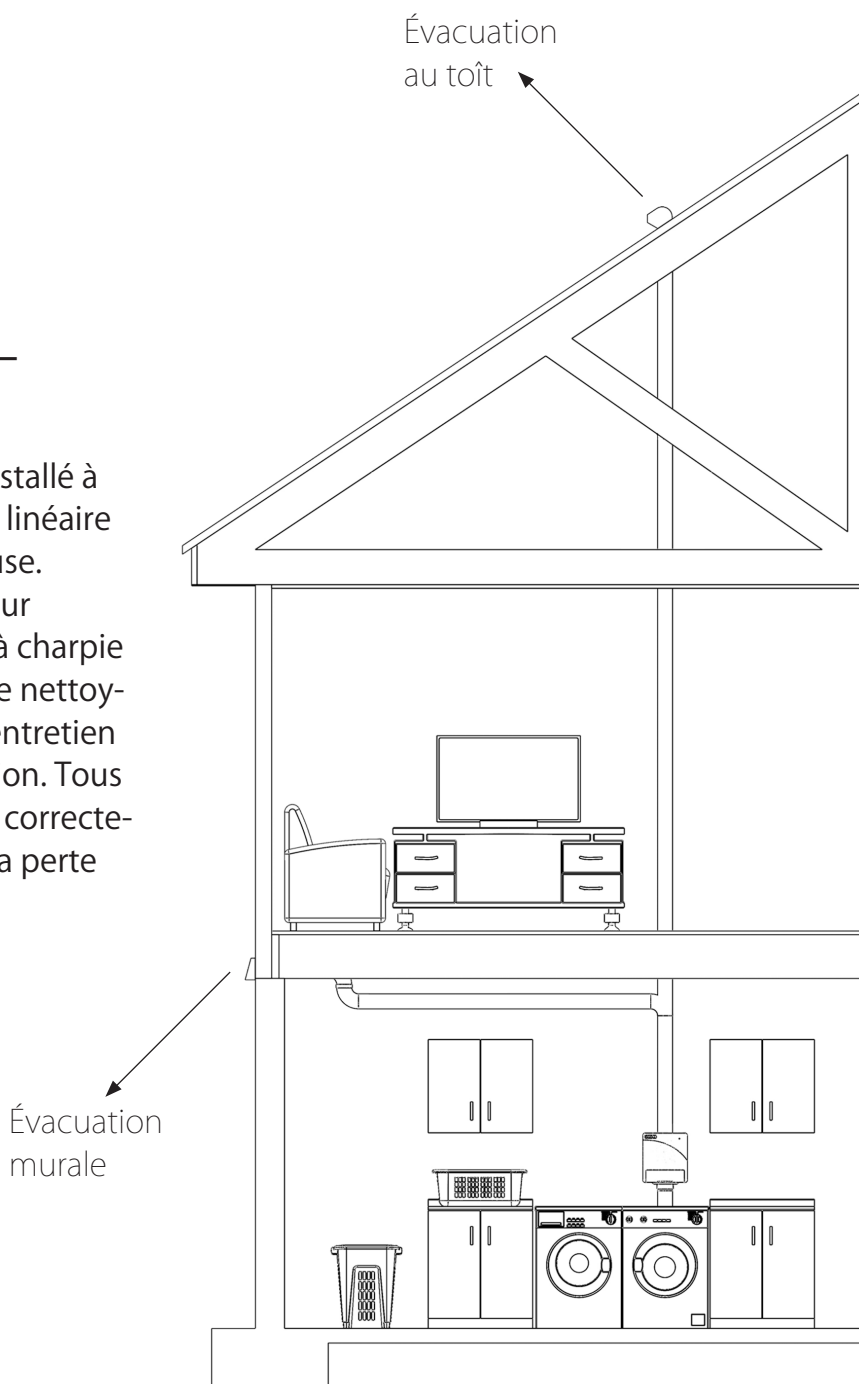 Évacuation
au toît
stallé à
linéaire
use.
ur
à charpie
e nettoy-
entretien
on. Tous
correcte-
a perte
Évacuation
murale